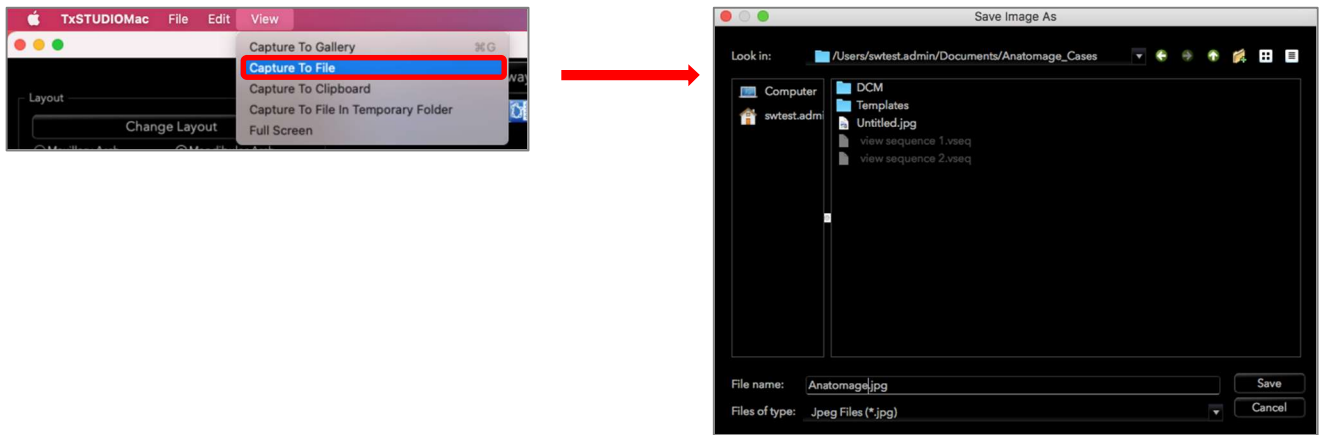 TxSTUDIOMac File Edit View
Capture To Gallery ⌘G
Capture To File
Capture To Clipboard
Capture To File In Temporary Folder
Full Screen
Layout
Change Layout
Save Image As
Look in: /Users/swtest.admin/Documents/Anatomage_Cases
Computer
swtest.admi
DCM
Templates
Untitled.jpg
view sequence 1.vseq
view sequence 2.vseq
File name: Anatomage.jpg
Save
Files of type: Jpeg Files (*.jpg)
Cancel